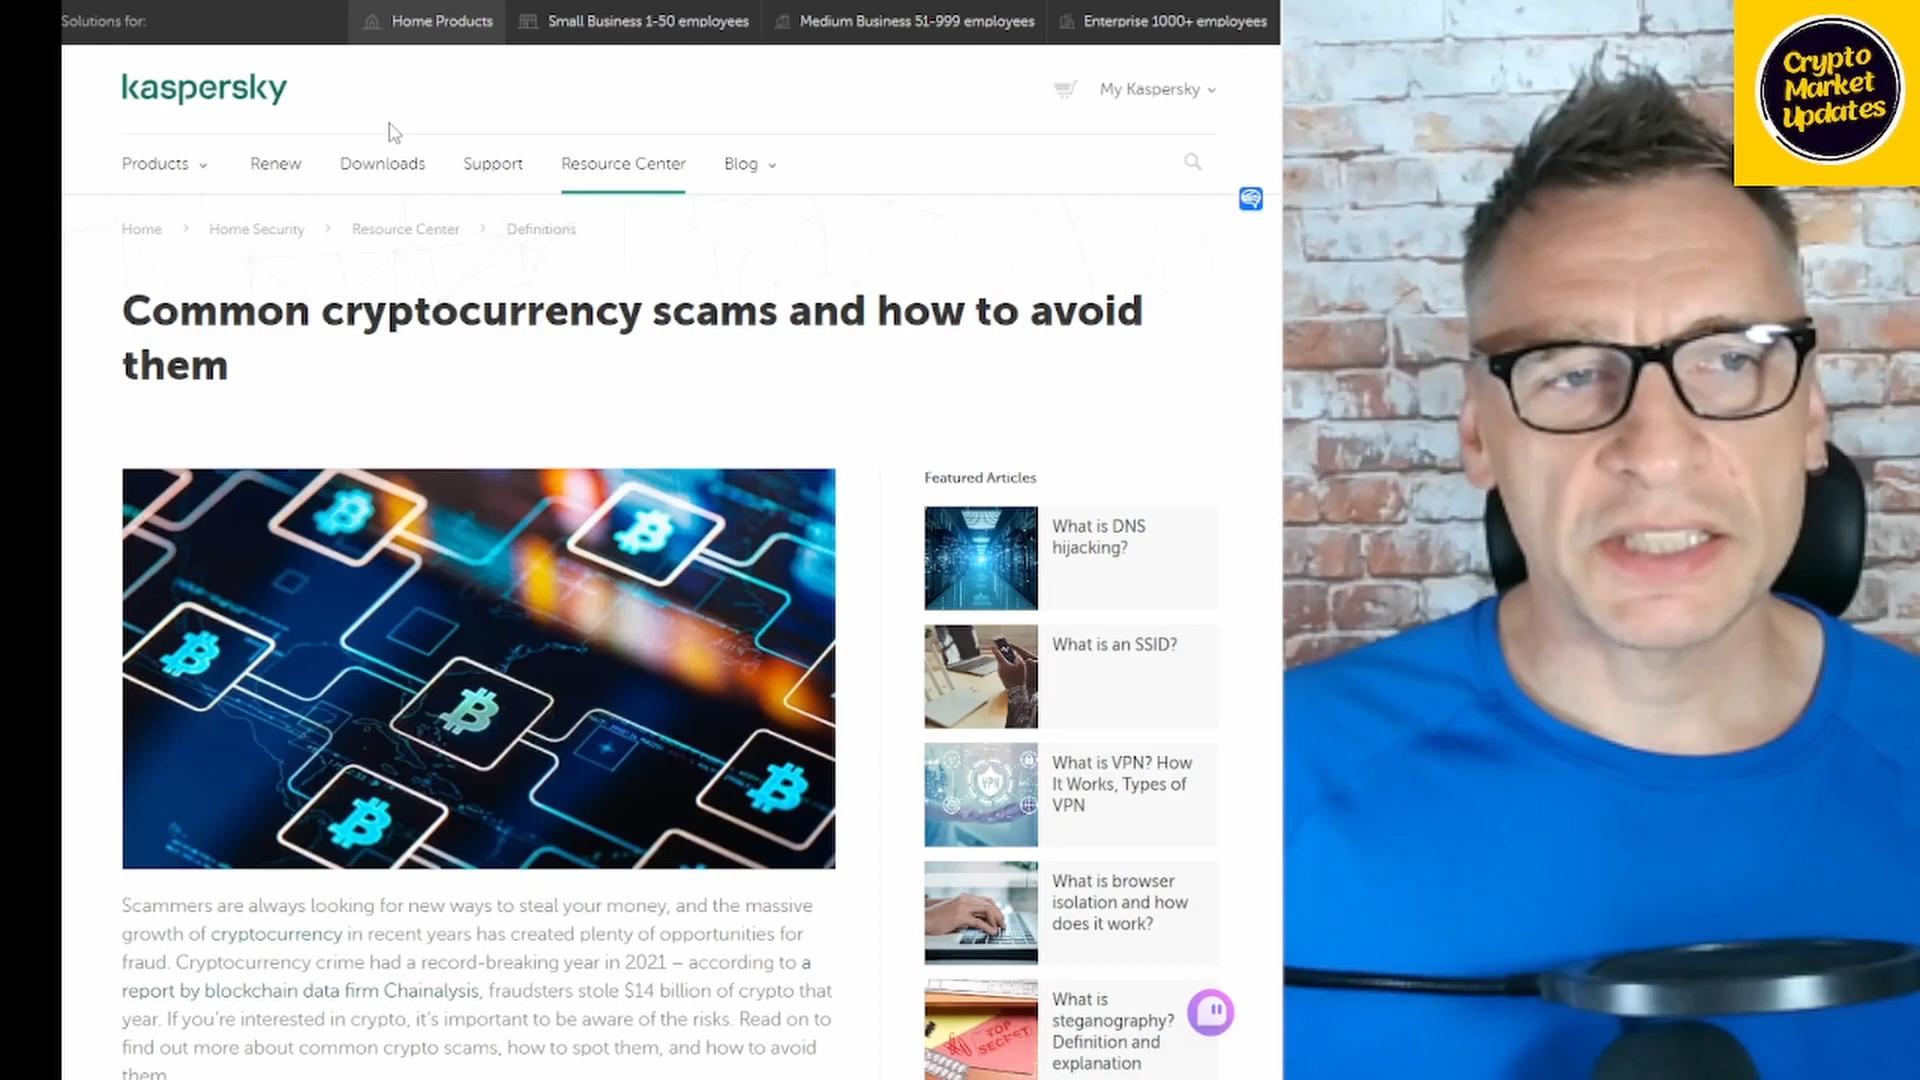 Solutions for:
Home Products
Small Business 1-50 employees
Medium Business 51-999 employees
Enterprise 1000+ employees
kaspersky
My Kaspersky
Products
Renew
Downloads
Support
Resource Center
Blog
Home
Home Security
Resource Center
Definitions
Common cryptocurrency scams and how to avoid
them
Scammers are always looking for new ways to steal your money, and the massive
growth of cryptocurrency in recent years has created plenty of opportunities for
fraud. Cryptocurrency crime had a record-breaking year in 2021 – according to a
report by blockchain data firm Chainalysis, fraudsters stole $14 billion of crypto that
year. If you're interested in crypto, it's important to be aware of the risks. Read on to
find out more about common crypto scams, how to spot them, and how to avoid
them
Featured Articles
What is DNS
hijacking?
What is an SSID?
What is VPN? How
It Works, Types of
VPN
VPN
What is browser
isolation and how
does it work?
What is
steganography?
Definition and
explanation
TOP
SECRET
Crypto
Market
Updates